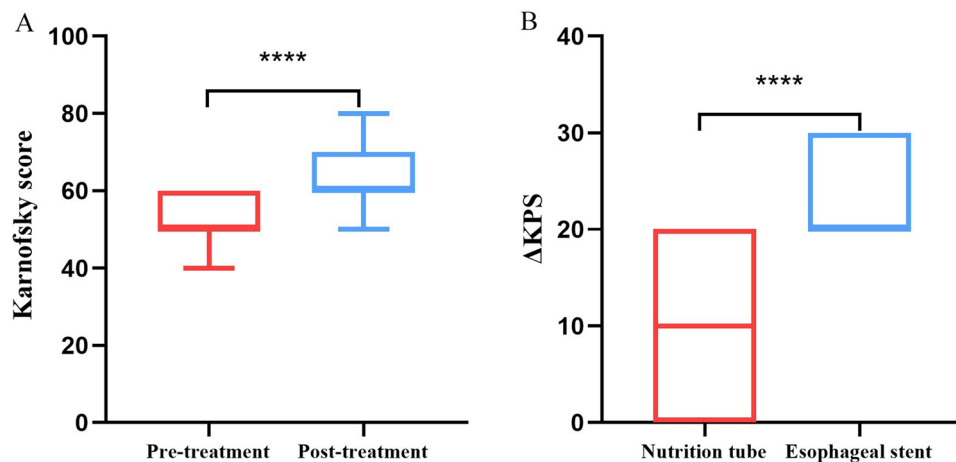 A
Karnofsky score
100
80
60
40
20
0
****
Pre-treatment
Post-treatment
B
ΔKPS
40
30
20
10
0
****
Nutrition tube
Esophageal stent